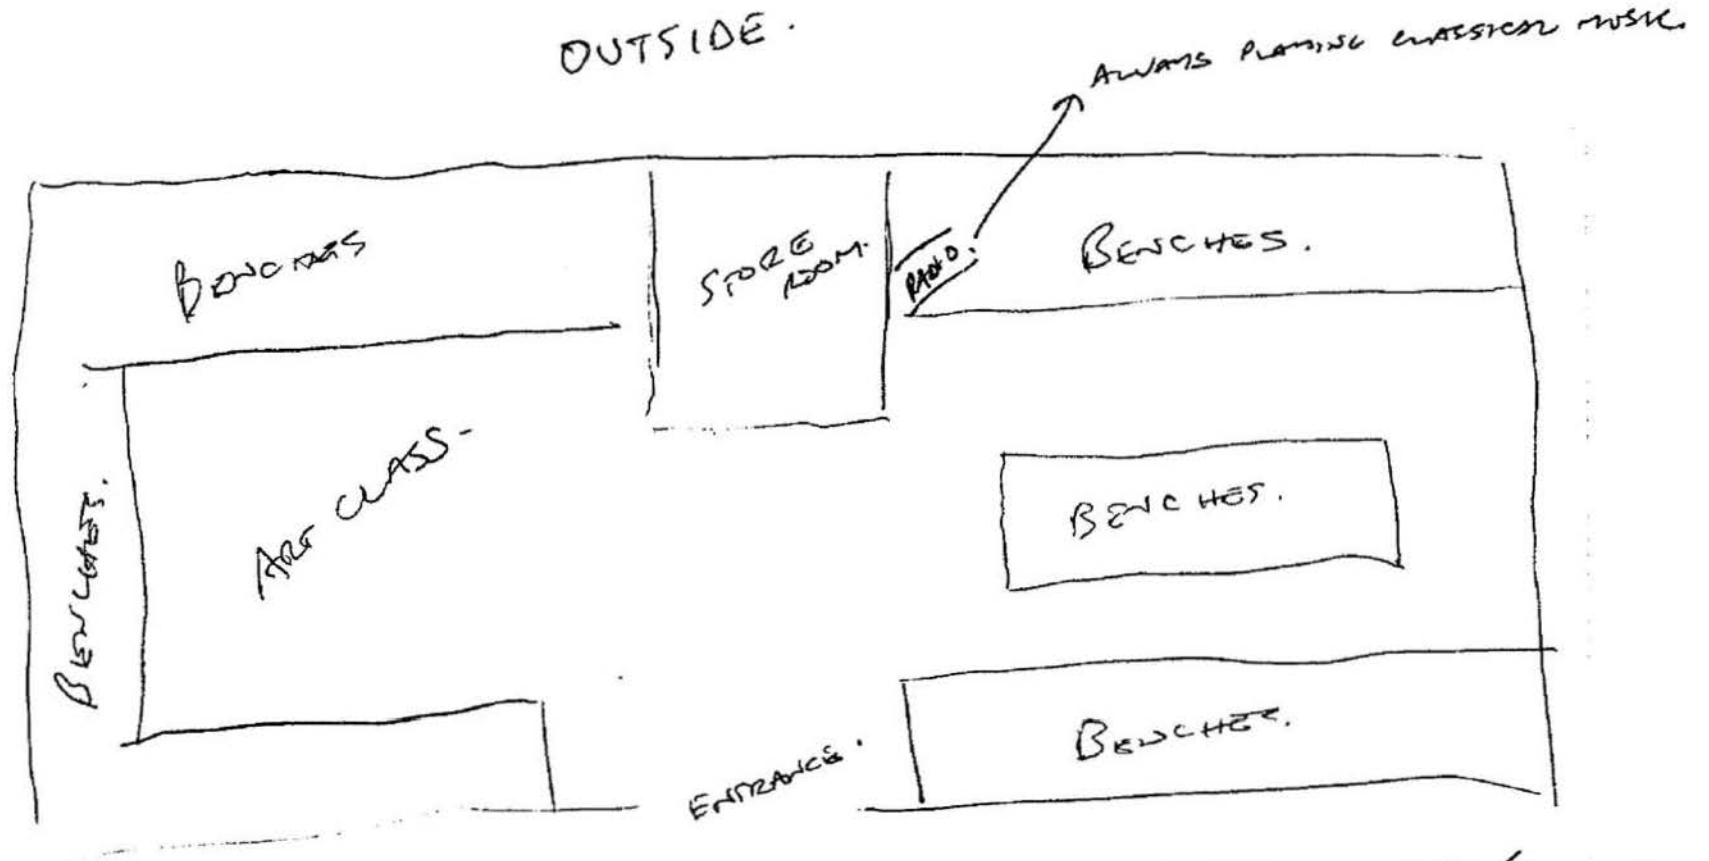 OUTSIDE.
ALWAYS PLAYING CLASSICAL MUSIC.
BENCHES
STORE
ROOM.
RADIO.
BENCHES.
ART CLASS-
BENCHES.
BENCHES.
ENTRANCE.
BENCHES.